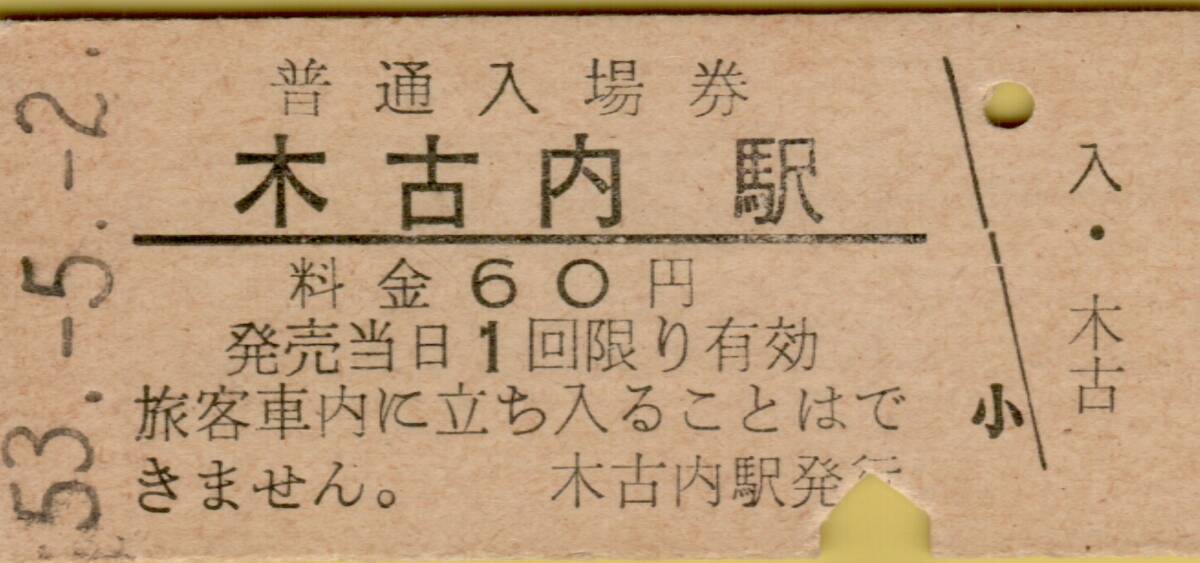 普通入場券
木古内駅
料金60円
発売当日1回限り有効
旅客車内に立ち入ることはで
きません。 木古内駅発行
小
入・木古
53.-5.-2.